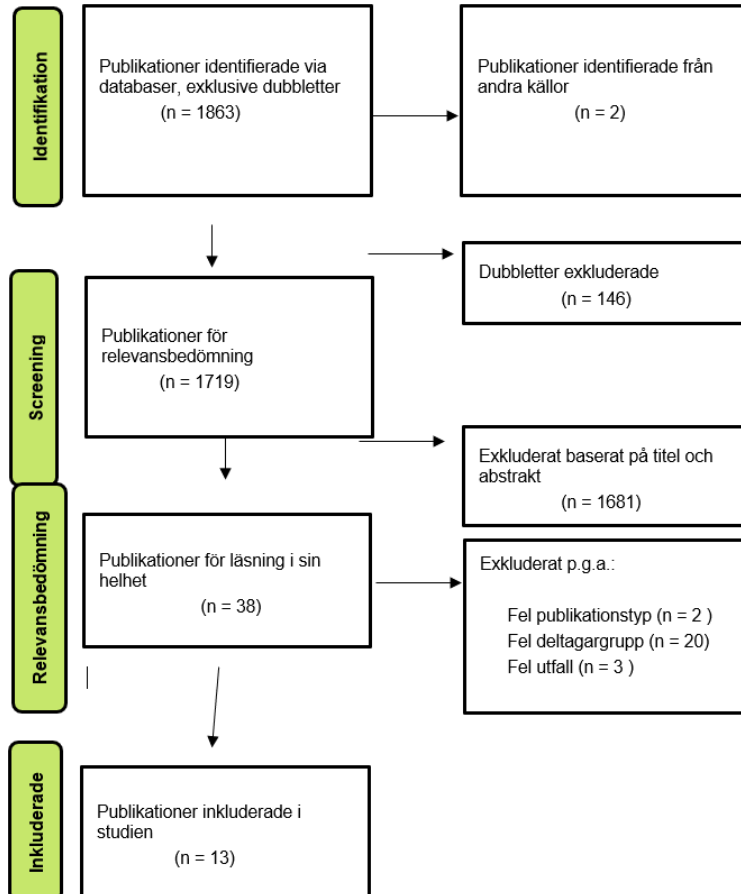 Identifikation
Publikationer identifierade via
databaser, exklusive dubbletter
(n = 1863)
Publikationer identifierade från
andra källor
(n = 2)
Screening
Dubbletter exkluderade
(n = 146)
Publikationer för
relevansbedömning
(n = 1719)
Exkluderat baserat på titel och
abstrakt
(n = 1681)
Relevansbedömning
Publikationer för läsning i sin
helhet
(n = 38)
Exkluderat p.g.a.:
Fel publikationstyp (n = 2 )
Fel deltagargrupp (n = 20)
Fel utfall (n = 3 )
Inkluderade
Publikationer inkluderade i
studien
(n = 13)